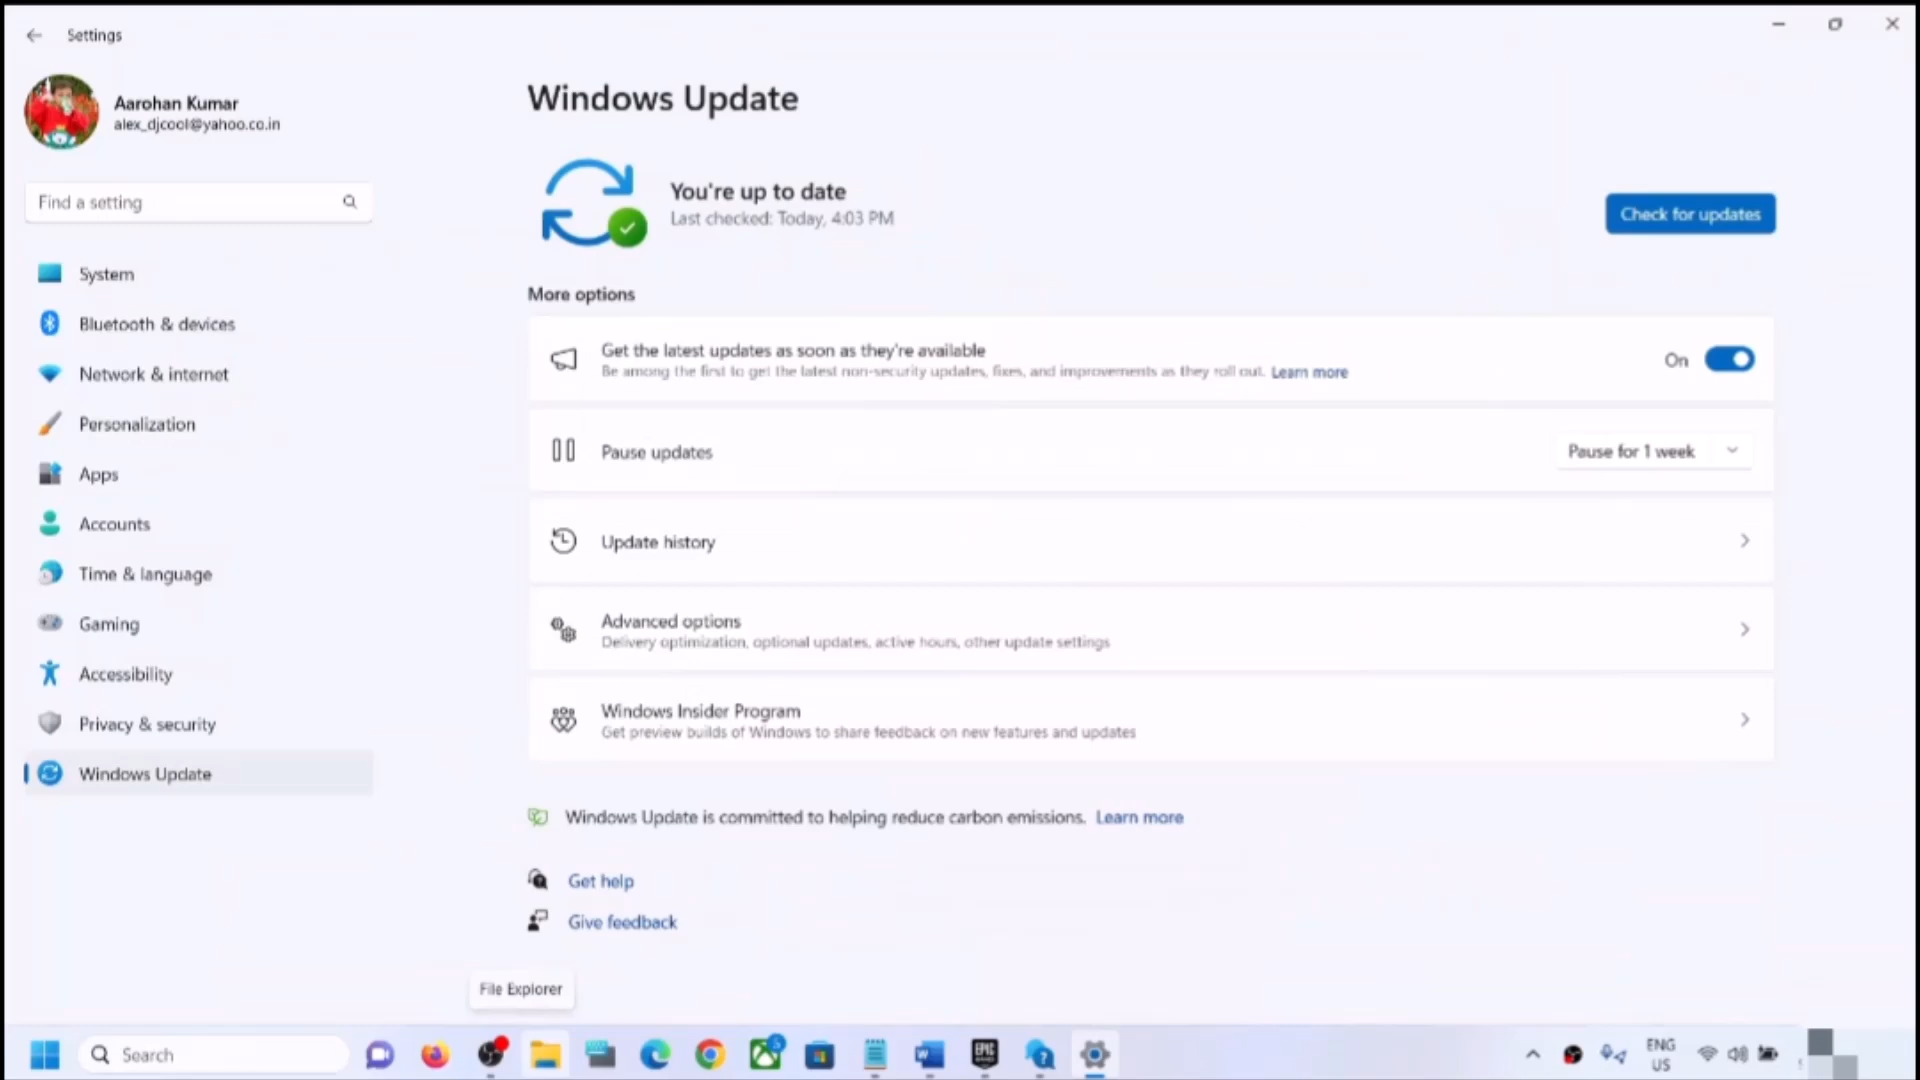 Settings
Aarohan Kumar
alex_djcool@yahoo.co.in
Find a setting
System
Bluetooth & devices
Network & internet
Personalization
Apps
Accounts
Time & language
Gaming
Accessibility
Privacy & security
Windows Update
Windows Update
You're up to date
Last checked: Today, 4:03 PM
Check for updates
More options
Get the latest updates as soon as they're available
Be among the first to get the latest non-security updates, fixes, and improvements as they roll out. Learn more
On
Pause updates
Pause for 1 week
Update history
Advanced options
Delivery optimization, optional updates, active hours, other update settings
Windows Insider Program
Get preview builds of Windows to share feedback on new features and updates
Windows Update is committed to helping reduce carbon emissions. Learn more
Get help
Give feedback
File Explorer
Search
5
W
EPIC
GAMES
?
ENG
US